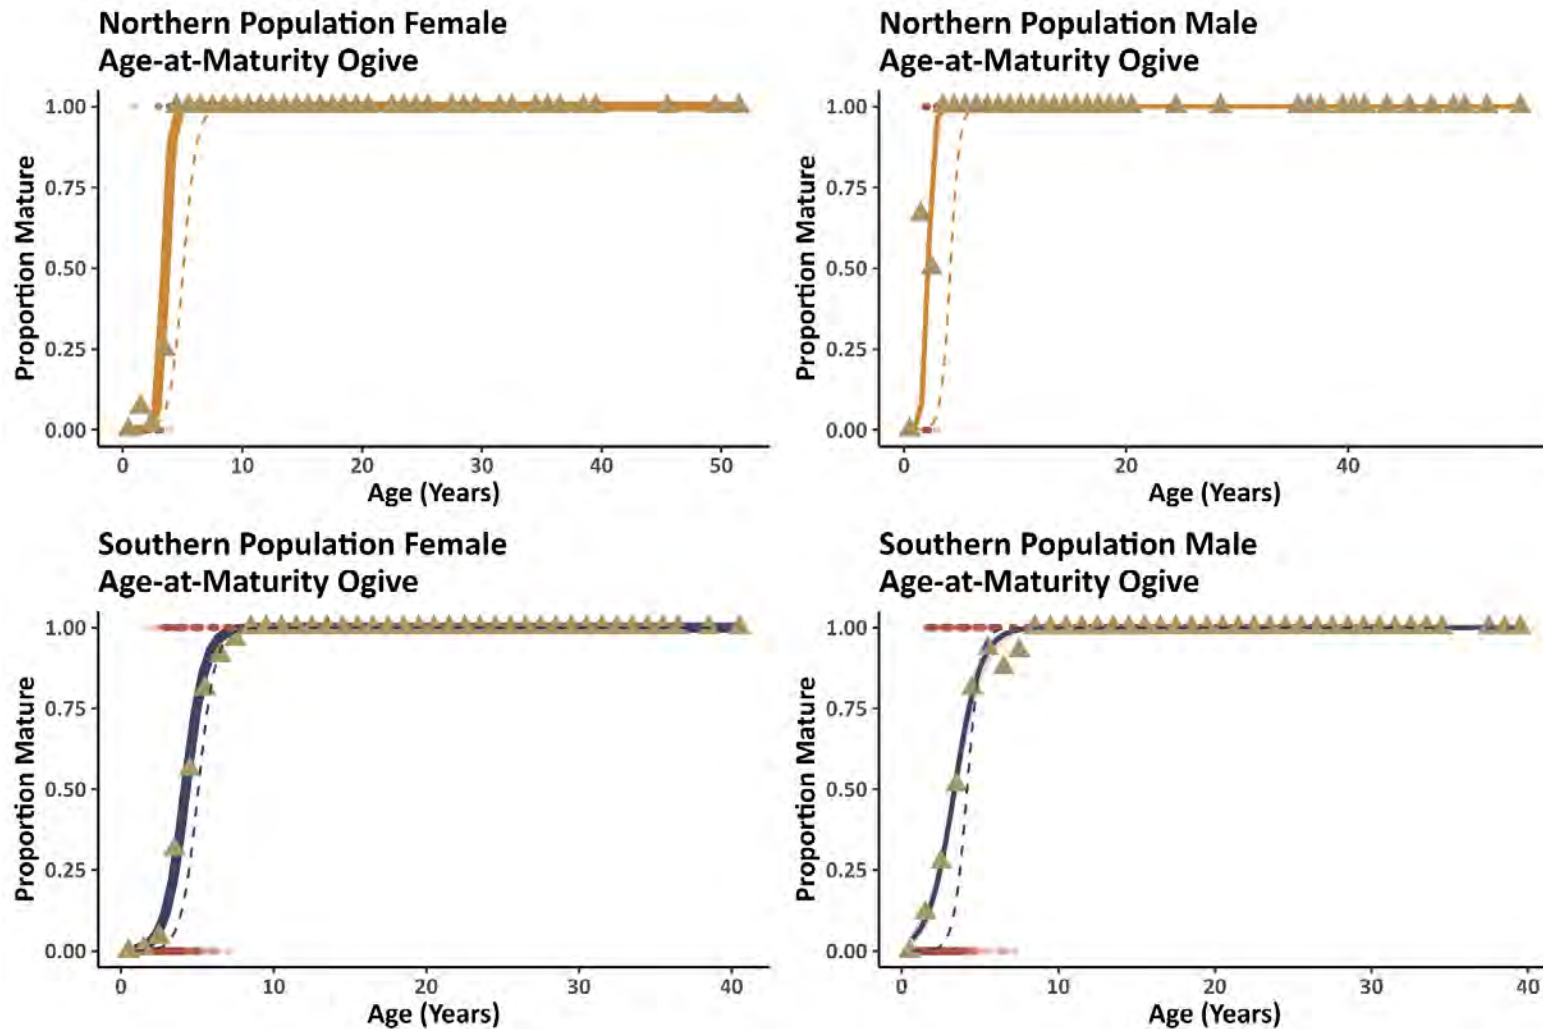 Northern Population Female
Age-at-Maturity Ogive
Proportion Mature
1.00
0.75
0.50
0.25
0.00
0 10 20 30 40 50
Age (Years)
Northern Population Male
Age-at-Maturity Ogive
Proportion Mature
1.00
0.75
0.50
0.25
0.00
0 20 40
Age (Years)
Southern Population Female
Age-at-Maturity Ogive
Proportion Mature
1.00
0.75
0.50
0.25
0.00
0 10 20 30 40
Age (Years)
Southern Population Male
Age-at-Maturity Ogive
Proportion Mature
1.00
0.75
0.50
0.25
0.00
0 10 20 30 40
Age (Years)